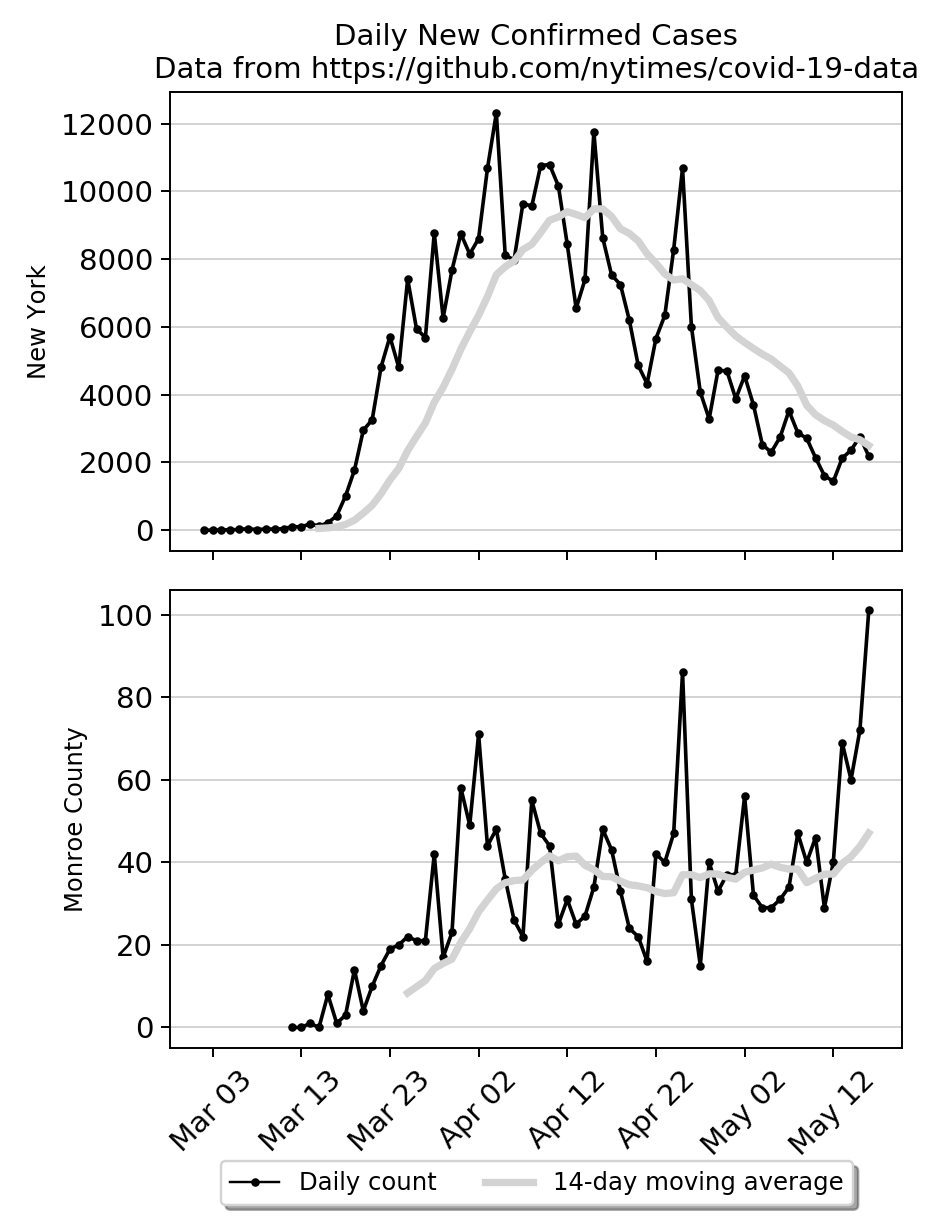 Daily New Confirmed Cases
Data from https://github.com/nytimes/covid-19-data
New York
12000
10000
8000
6000
4000
2000
0
Monroe County
100
80
60
40
20
0
Mar 03
Mar 13
Mar 23
Apr 02
Apr 12
Apr 22
May 02
May 12
Daily count
14-day moving average